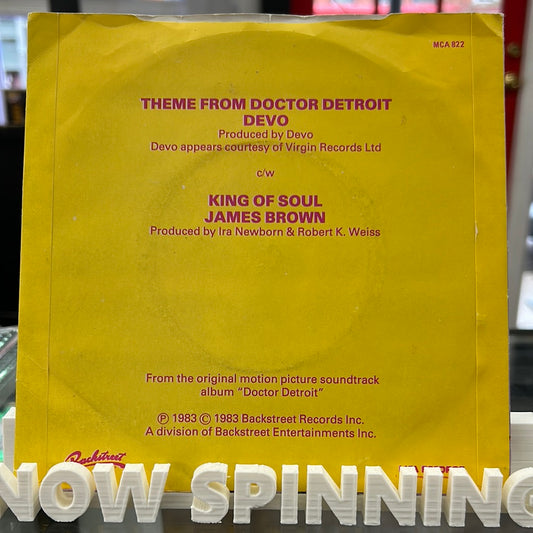 MCA 822
THEME FROM DOCTOR DETROIT
DEVO
Produced by Devo
Devo appears courtesy of Virgin Records Ltd
c/w
KING OF SOUL
JAMES BROWN
Produced by Ira Newborn & Robert K. Weiss
From the original motion picture soundtrack
album "Doctor Detroit"
Ⓟ 1983 © 1983 Backstreet Records Inc.
A division of Backstreet Entertainments Inc.
Backstreet
NOW SPINNING